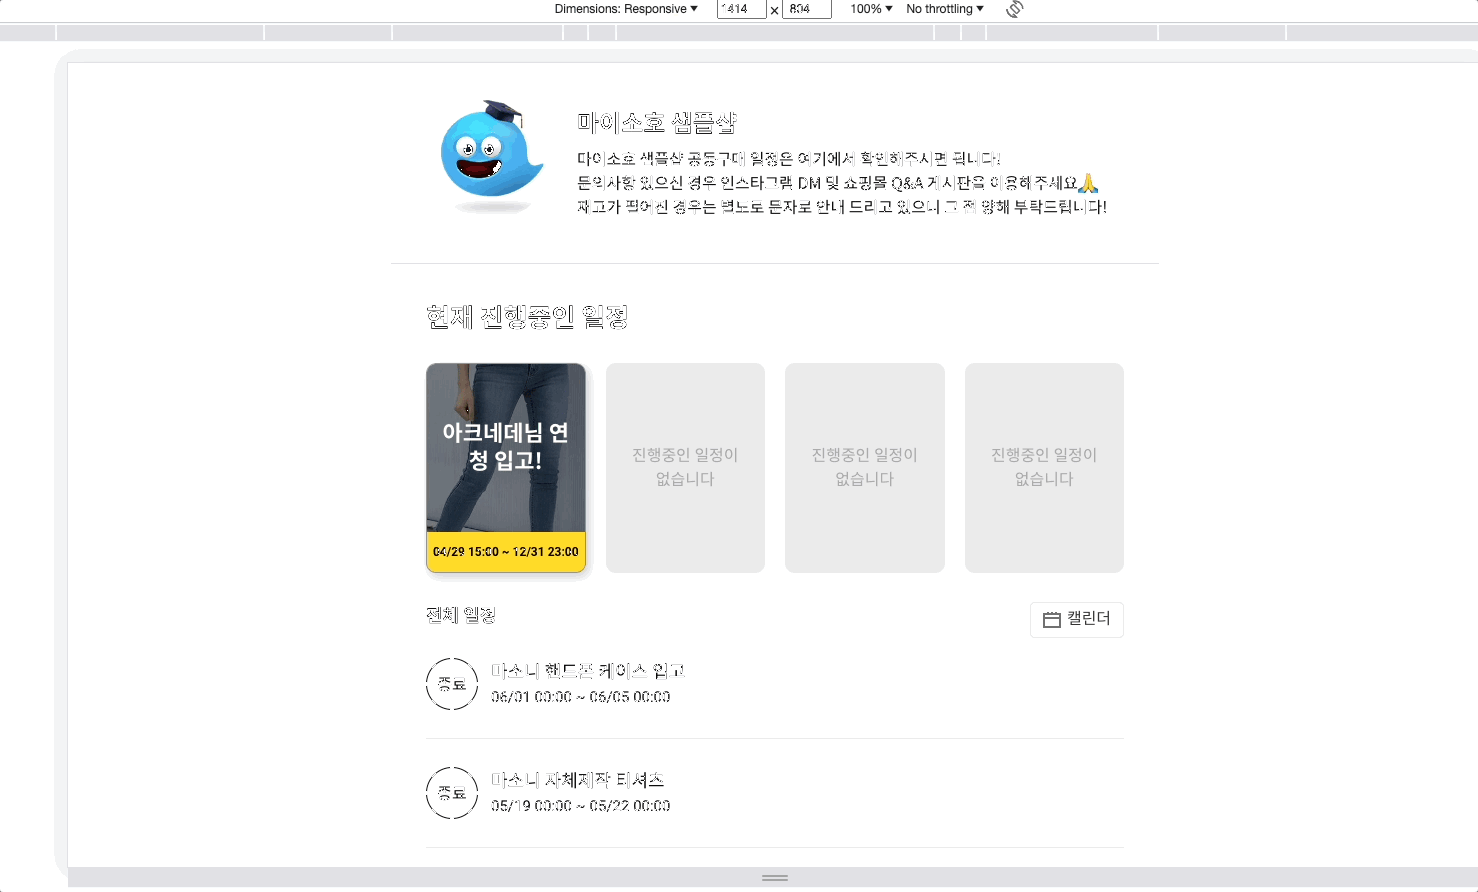 Dimensions: Responsive ▼ 1414 × 804 100% ▼ No throttling ▼
마이소호 샘플샵
마이소호 샘플샵 공동구매 일정은 여기에서 확인해주시면 됩니다!
문의사항 있으신 경우 인스타그램 DM 및 쇼핑몰 Q&A 게시판을 이용해주세요🙏
재고가 떨어진 경우는 별도로 문자로 안내 드리고 있으니 그 점 양해 부탁드립니다!
현재 진행중인 일정
아크네데님 연
청 입고!
04/29 15:00 ~ 12/31 23:00
진행중인 일정이
없습니다
진행중인 일정이
없습니다
진행중인 일정이
없습니다
전체 일정
캘린더
종료
마소니 핸드폰 케이스 입고
06/01 00:00 ~ 06/05 00:00
종료
마소니 자체제작 티셔츠
05/19 00:00 ~ 05/22 00:00